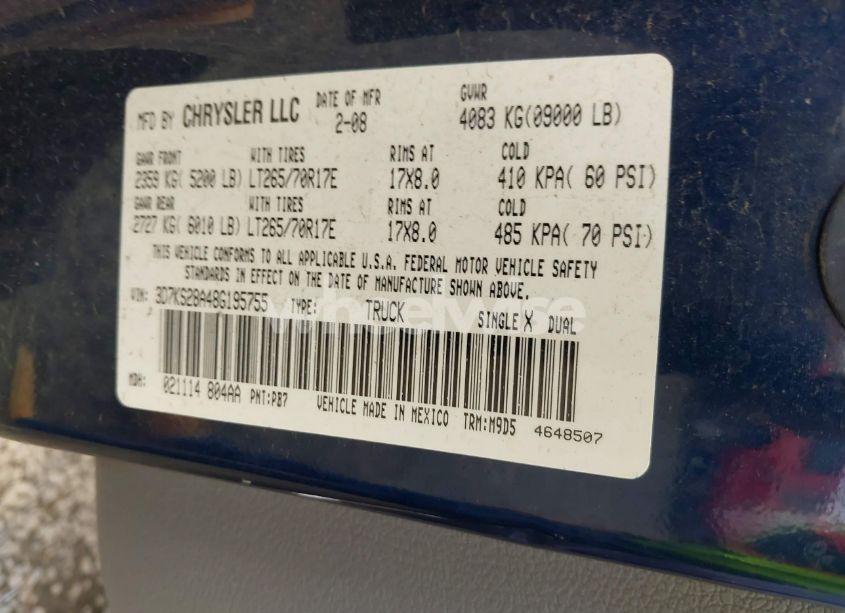 MFD BY CHRYSLER LLC DATE OF MFR 2-08 GVWR 4083 KG(09000 LB)
GAWR FRONT WITH TIRES RIMS AT COLD
2359 KG( 5200 LB) LT265/70R17E 17X8.0 410 KPA( 60 PSI)
GAWR REAR WITH TIRES RIMS AT COLD
2727 KG( 6010 LB) LT265/70R17E 17X8.0 485 KPA( 70 PSI)
THIS VEHICLE CONFORMS TO ALL APPLICABLE U.S.A. FEDERAL MOTOR VEHICLE SAFETY
STANDARDS IN EFFECT ON THE DATE OF MANUFACTURE SHOWN ABOVE.
VIN: 3D7KS28A48G195755 TYPE: TRUCK SINGLE X DUAL
MDH: 021114 804AA PNT:PB7 VEHICLE MADE IN MEXICO TRM:M9D5 4648507